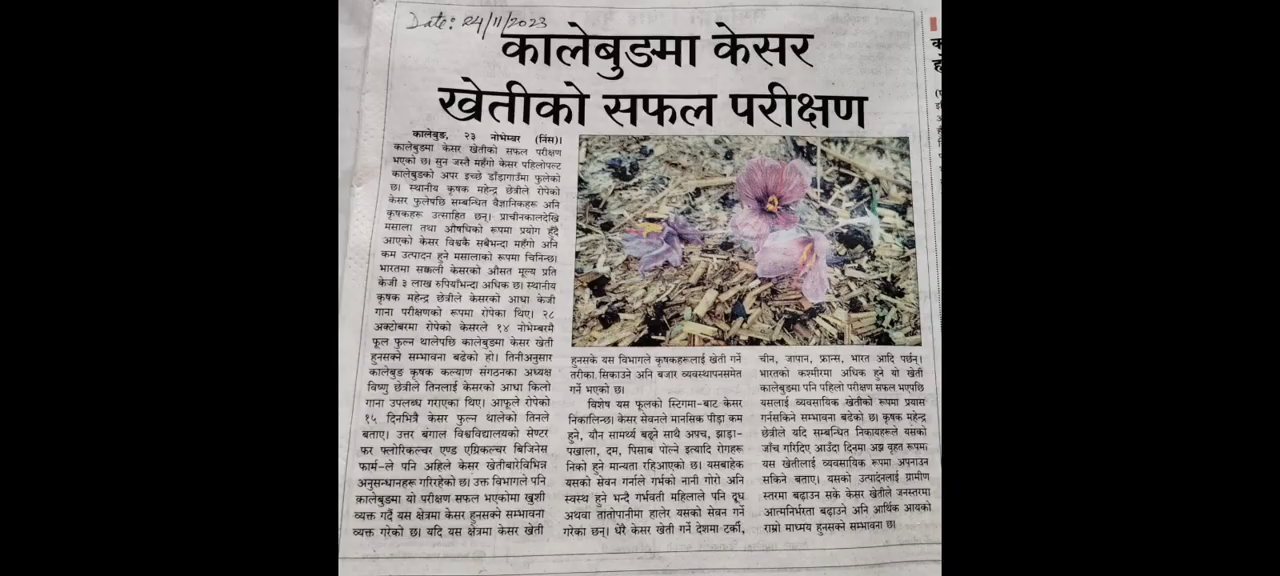 Date: 24/11/2023
कालेबुङमा केसर
खेतीको सफल परीक्षण
कालेबुङ, २३ नोभेम्बर (निंस)।
कालेबुङमा केसर खेतीको सफल परीक्षण
भएको छ। सुन जस्तै महँगो केसर पहिलोपल्ट
कालेबुङको अपर इच्छे डाँडागाउँमा फुलेको
छ। स्थानीय कृषक महेन्द्र छेत्रीले रोपेको
केसर फुलेपछि सम्बन्धित वैज्ञानिकहरू अनि
कृषकहरू उत्साहित छन्। प्राचीनकालदेखि
मसाला तथा औषधिको रूपमा प्रयोग हुँदै
आएको केसर विश्वकै सबैभन्दा महँगो अनि
कम उत्पादन हुने मसालाको रूपमा चिनिन्छ।
भारतमा सक्कली केसरको औसत मूल्य प्रति
केजी ३ लाख रुपियाँभन्दा अधिक छ। स्थानीय
कृषक महेन्द्र छेत्रीले केसरको आधा केजी
गाना परीक्षणको रूपमा रोपेका थिए। २८
अक्टोबरमा रोपेको केसरले १४ नोभेम्बरमै
फूल फुल्न थालेपछि कालेबुङमा केसर खेती
हुनसक्ने सम्भावना बढेको हो। तिनीअनुसार
कालेबुङ कृषक कल्याण संगठनका अध्यक्ष
विष्णु छेत्रीले तिनलाई केसरको आधा किलो
गाना उपलब्ध गराएका थिए। आफूले रोपेको
१५ दिनभित्रै केसर फुल्न थालेको तिनले
बताए। उत्तर बंगाल विश्वविद्यालयको सेण्टर
फर फ्लोरिकल्चर एण्ड एग्रिकल्चर बिजिनेस
फार्म-ले पनि अहिले केसर खेतीबारेविभिन्न
अनुसन्धानहरू गरिरहेको छ। उक्त विभागले पनि
कालेबुङमा यो परीक्षण सफल भएकोमा खुशी
व्यक्त गर्दै यस क्षेत्रमा केसर हुनसक्ने सम्भावना
व्यक्त गरेको छ। यदि यस क्षेत्रमा केसर खेती
हुनसके यस विभागले कृषकहरूलाई खेती गर्ने
तरीका सिकाउने अनि बजार व्यवस्थापनसमेत
गर्ने भएको छ।
विशेष यस फूलको स्टिगमा-बाट केसर
निकालिन्छ। केसर सेवनले मानसिक पीड़ा कम
हुने, यौन सामर्थ्य बढ्ने साथै अपच, झाड़ा-
पखाला, दम, पिसाब पोल्ने इत्यादि रोगहरू
निको हुने मान्यता रहिआएको छ। यसबाहेक
यसको सेवन गर्नाले गर्भको नानी गोरो अनि
स्वस्थ हुने भन्दै गर्भवती महिलाले पनि दूध
अथवा तातोपानीमा हालेर यसको सेवन गर्ने
गरेका छन्। धेरै केसर खेती गर्ने देशमा टर्की,
चीन, जापान, फ्रान्स, भारत आदि पर्छन्।
भारतको कश्मीरमा अधिक हुने यो खेती
कालेबुङमा पनि पहिलो परीक्षण सफल भएपछि
यसलाई व्यवसायिक खेतीको रूपमा प्रयास
गर्नसकिने सम्भावना बढेको छ। कृषक महेन्द्र
छेत्रीले यदि सम्बन्धित निकायहरूले यसको
जाँच गरिदिए आउँदा दिनमा अझ वृहत रूपमा
यस खेतीलाई व्यवसायिक रूपमा अपनाउन
सकिने बताए। यसको उत्पादनलाई ग्रामीण
स्तरमा बढ़ाउन सके केसर खेतीले जनस्तरमा
आत्मनिर्भरता बढ़ाउने अनि आर्थिक आयको
राम्रो माध्यम हुनसक्ने सम्भावना छ।